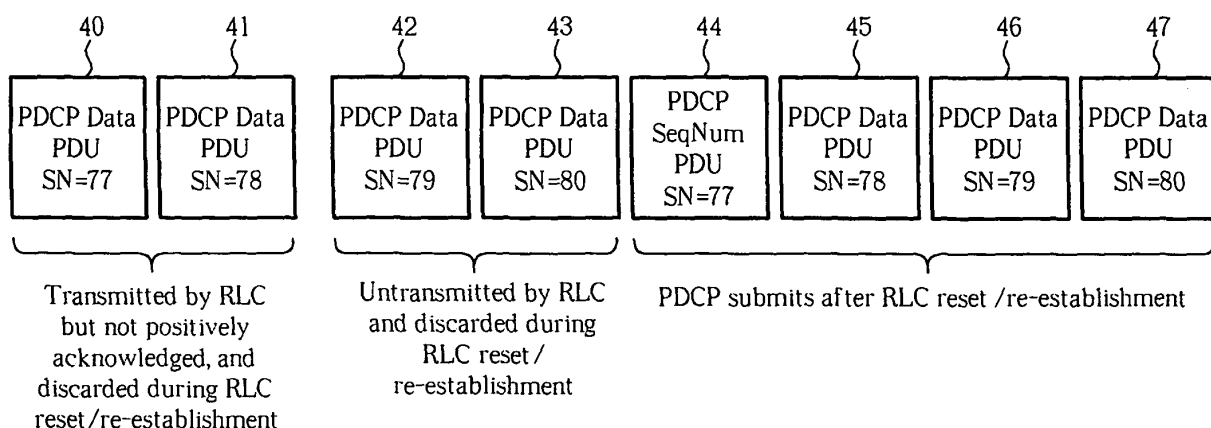 40
41
42
43
44
45
46
47
PDCP Data
PDU
SN=77
PDCP Data
PDU
SN=78
PDCP Data
PDU
SN=79
PDCP Data
PDU
SN=80
PDCP
SeqNum
PDU
SN=77
PDCP Data
PDU
SN=78
PDCP Data
PDU
SN=79
PDCP Data
PDU
SN=80
Transmitted by RLC
but not positively
acknowledged, and
discarded during RLC
reset/re-establishment
Untransmitted by RLC
and discarded during
RLC reset/
re-establishment
PDCP submits after RLC reset /re-establishment